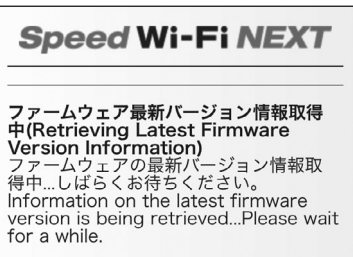 Speed Wi-Fi NEXT
ファームウェア最新バージョン情報取得
中(Retrieving Latest Firmware
Version Information)
ファームウェアの最新バージョン情報取
得中...しばらくお待ちください。
Information on the latest firmware
version is being retrieved...Please wait
for a while.